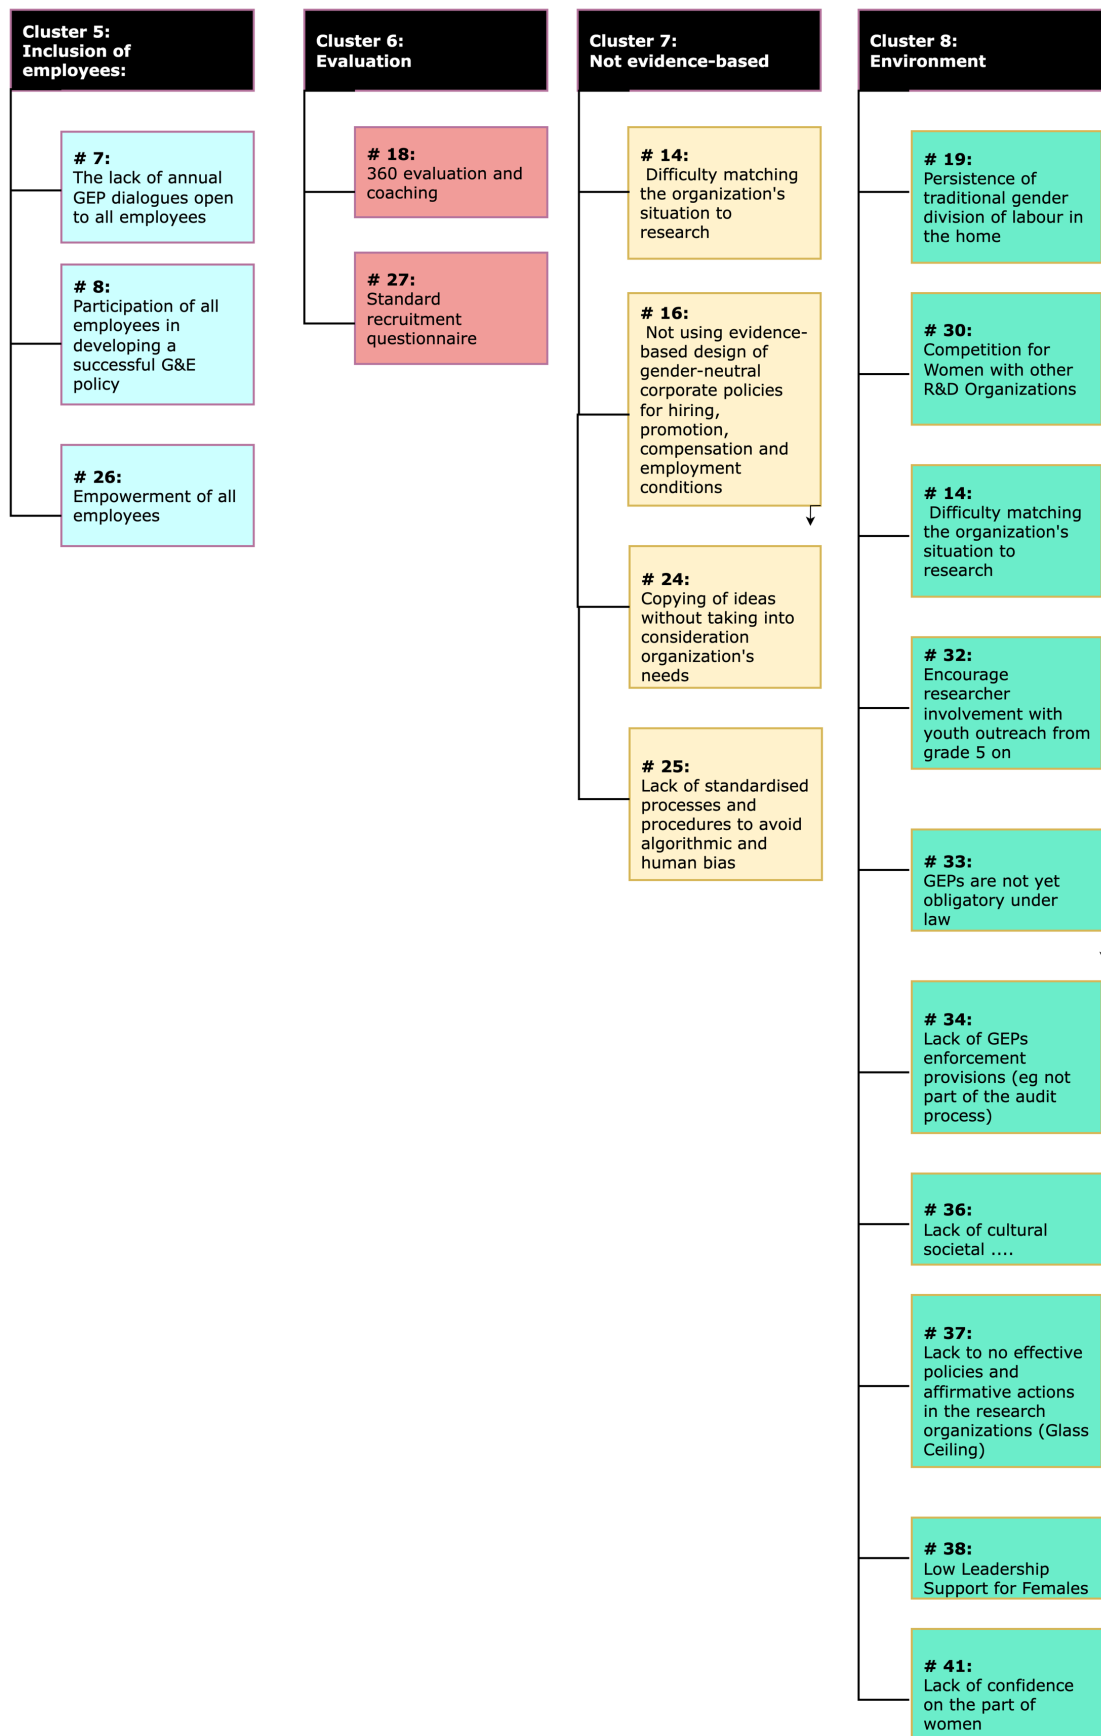 Cluster 5:
Inclusion of
employees:
# 7:
The lack of annual
GEP dialogues open
to all employees
# 8:
Participation of all
employees in
developing a
successful G&E
policy
# 26:
Empowerment of all
employees
Cluster 6:
Evaluation
# 18:
360 evaluation and
coaching
# 27:
Standard
recruitment
questionnaire
Cluster 7:
Not evidence-based
# 14:
Difficulty matching
the organization's
situation to
research
# 16:
Not using evidence-
based design of
gender-neutral
corporate policies
for hiring,
promotion,
compensation and
employment
conditions
# 24:
Copying of ideas
without taking into
consideration
organization's
needs
# 25:
Lack of standardised
processes and
procedures to avoid
algorithmic and
human bias
Cluster 8:
Environment
# 19:
Persistence of
traditional gender
division of labour in
the home
# 30:
Competition for
Women with other
R&D Organizations
# 14:
Difficulty matching
the organization's
situation to
research
# 32:
Encourage
researcher
involvement with
youth outreach from
grade 5 on
# 33:
GEPs are not yet
obligatory under
law
# 34:
Lack of GEPs
enforcement
provisions (eg not
part of the audit
process)
# 36:
Lack of cultural
societal ....
# 37:
Lack to no effective
policies and
affirmative actions
in the research
organizations (Glass
Ceiling)
# 38:
Low Leadership
Support for Females
# 41:
Lack of confidence
on the part of
women